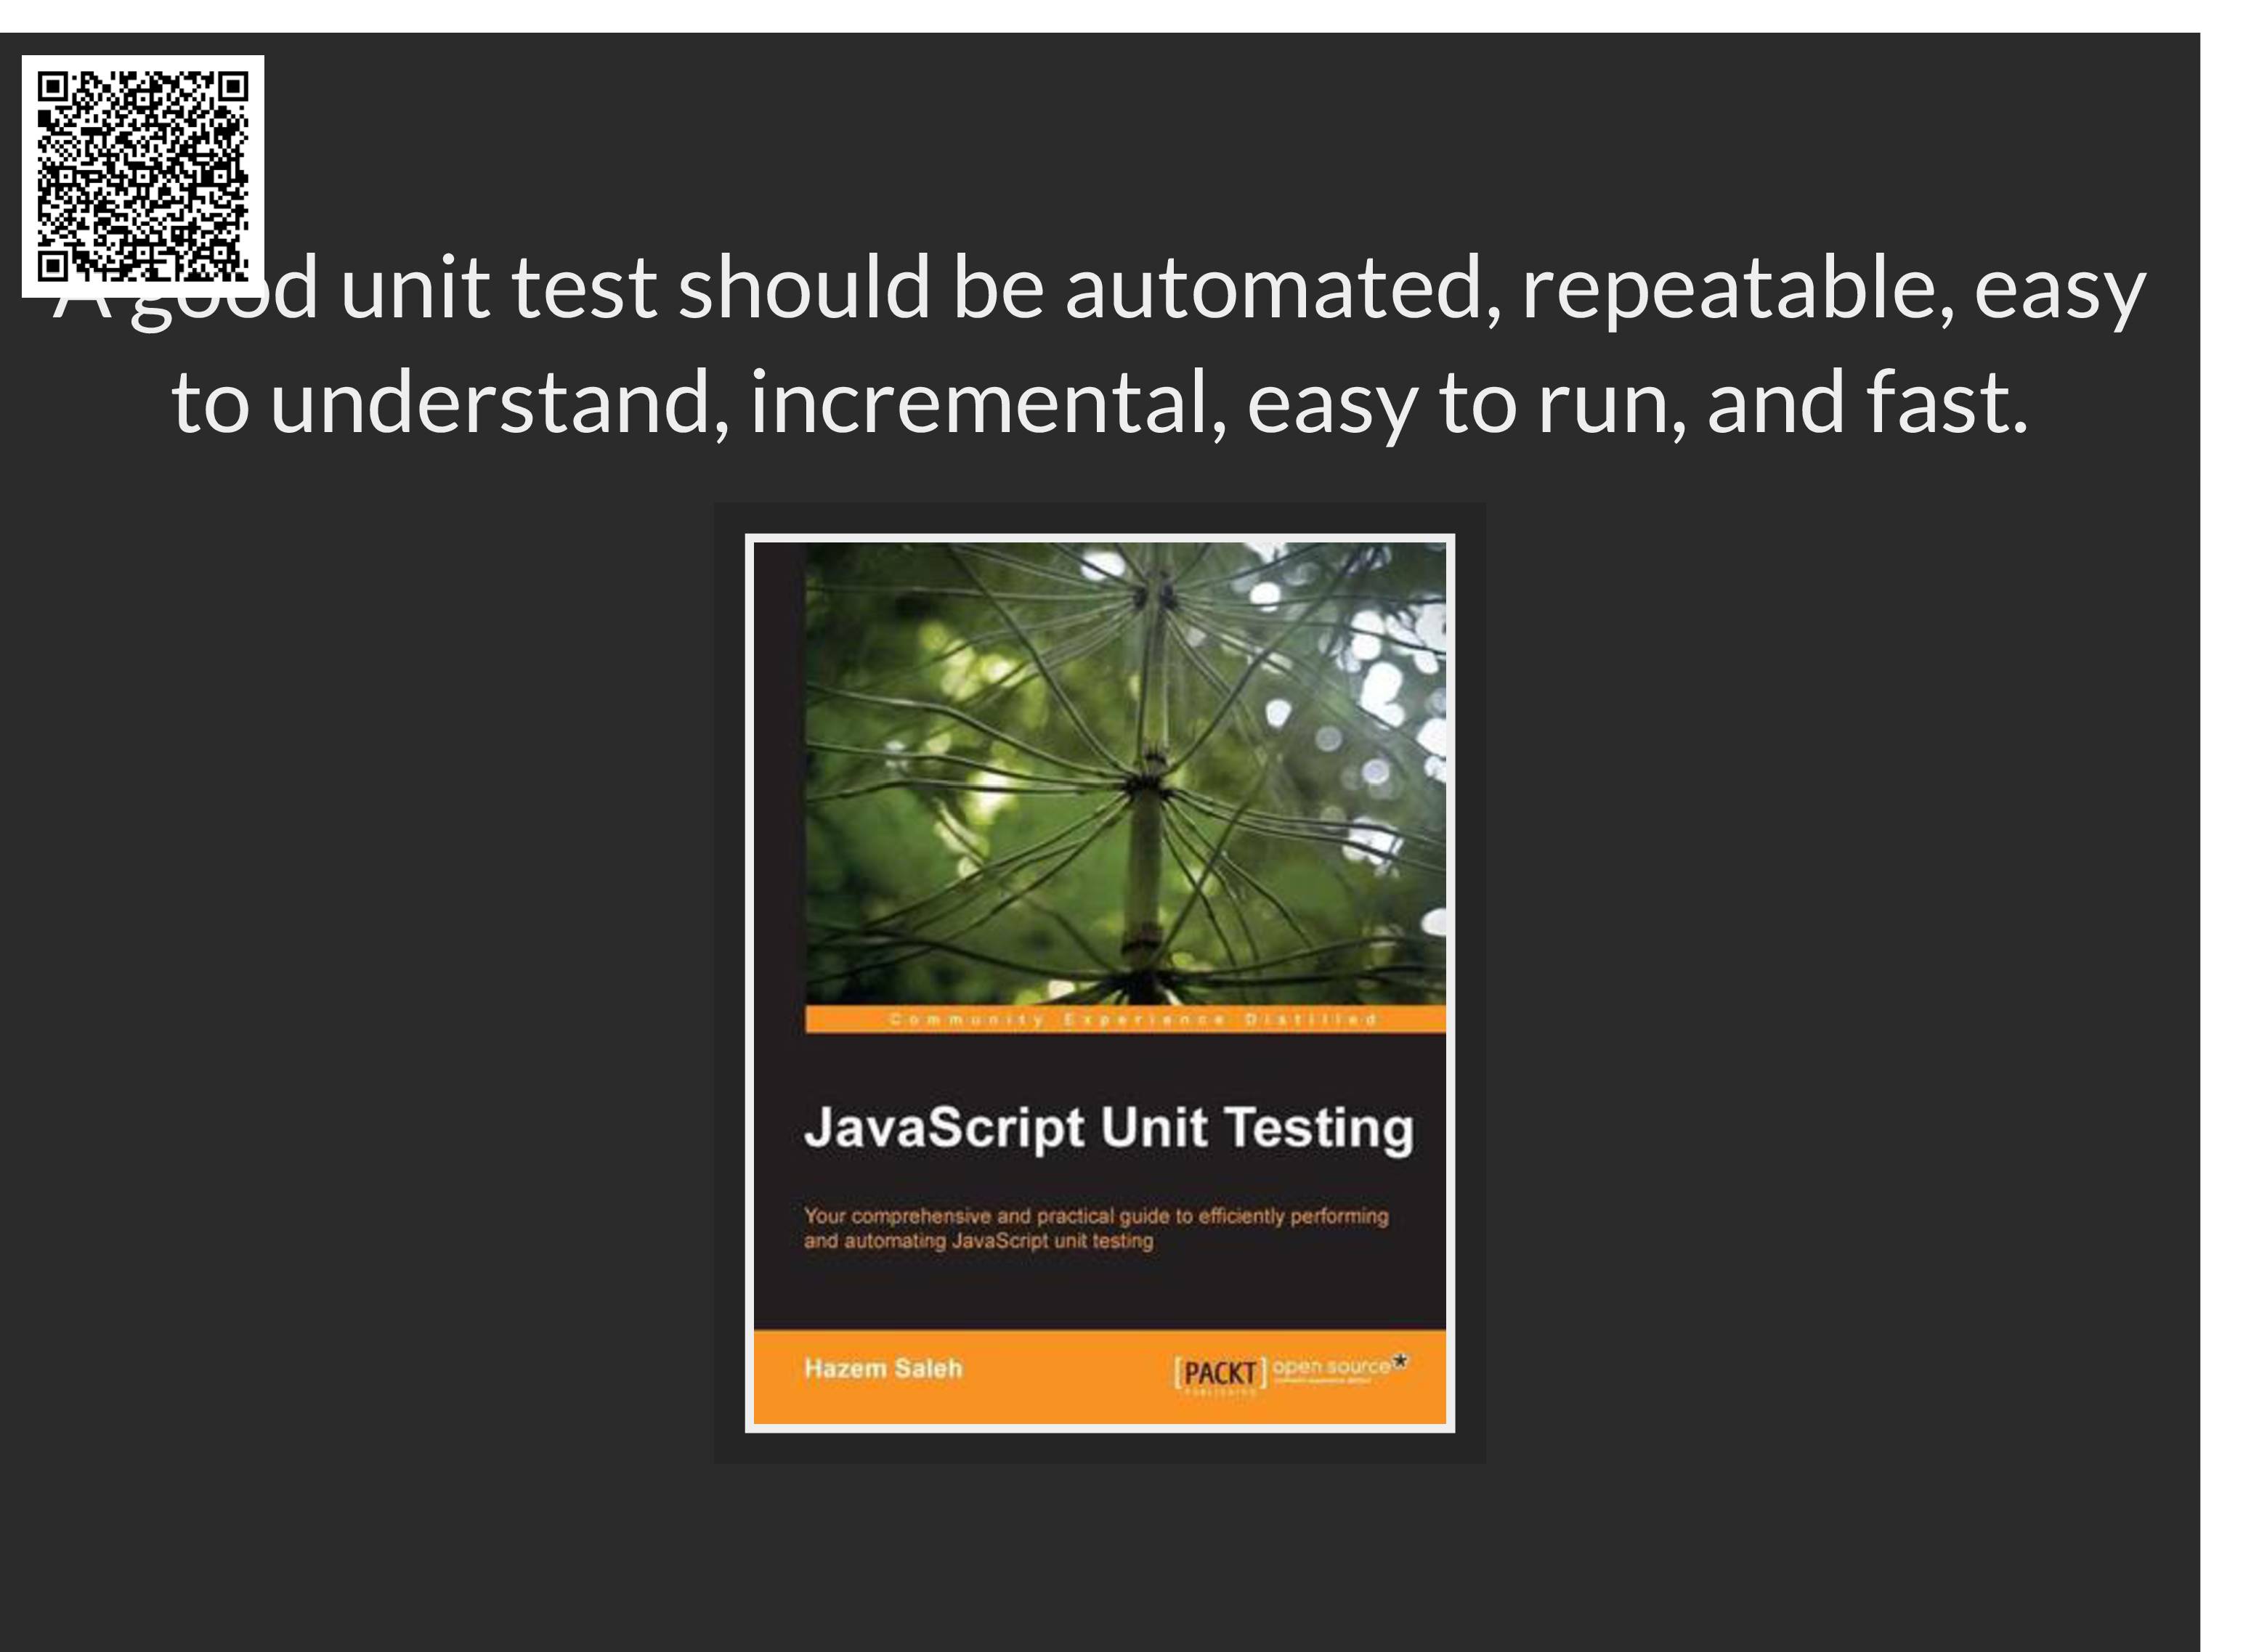 A good unit test should be automated, repeatable, easy
to understand, incremental, easy to run, and fast.
Community Experience Distilled
JavaScript Unit Testing
Your comprehensive and practical guide to efficiently performing
and automating JavaScript unit testing
Hazem Saleh
[PACKT] open source*
PUBLISHING